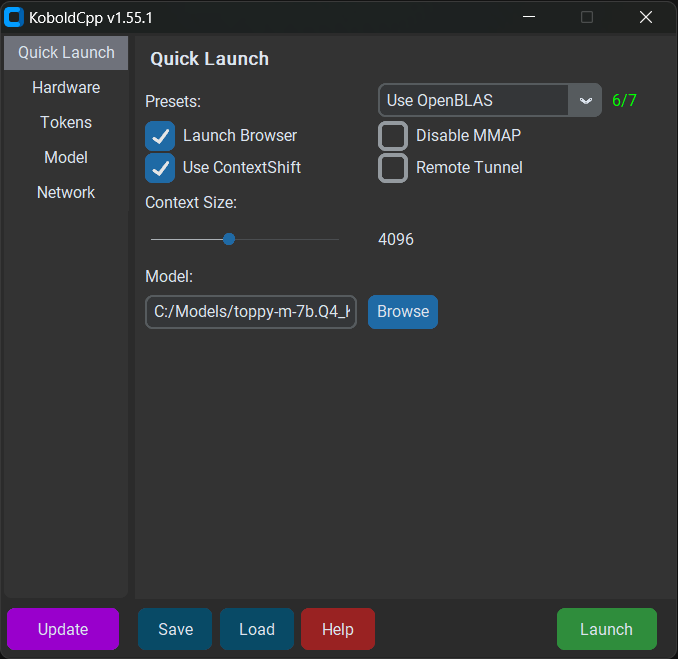 KoboldCpp v1.55.1
Quick Launch
Hardware
Tokens
Model
Network
Quick Launch
Presets:
Use OpenBLAS
6/7
Launch Browser
Disable MMAP
Use ContextShift
Remote Tunnel
Context Size:
4096
Model:
C:/Models/toppy-m-7b.Q4_K
Browse
Update
Save
Load
Help
Launch